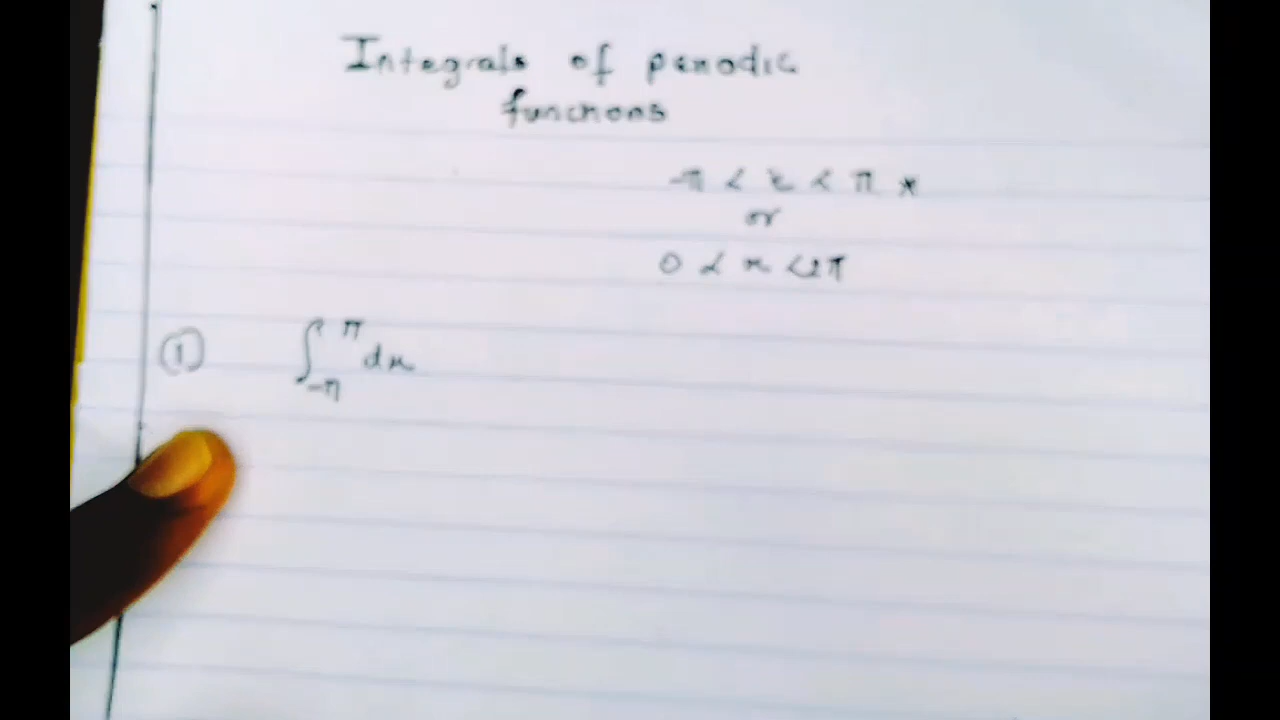 Integrals of periodic
functions
-π < x < π *
or
0 < x < 2π
① ∫_{-π}^{π} dx